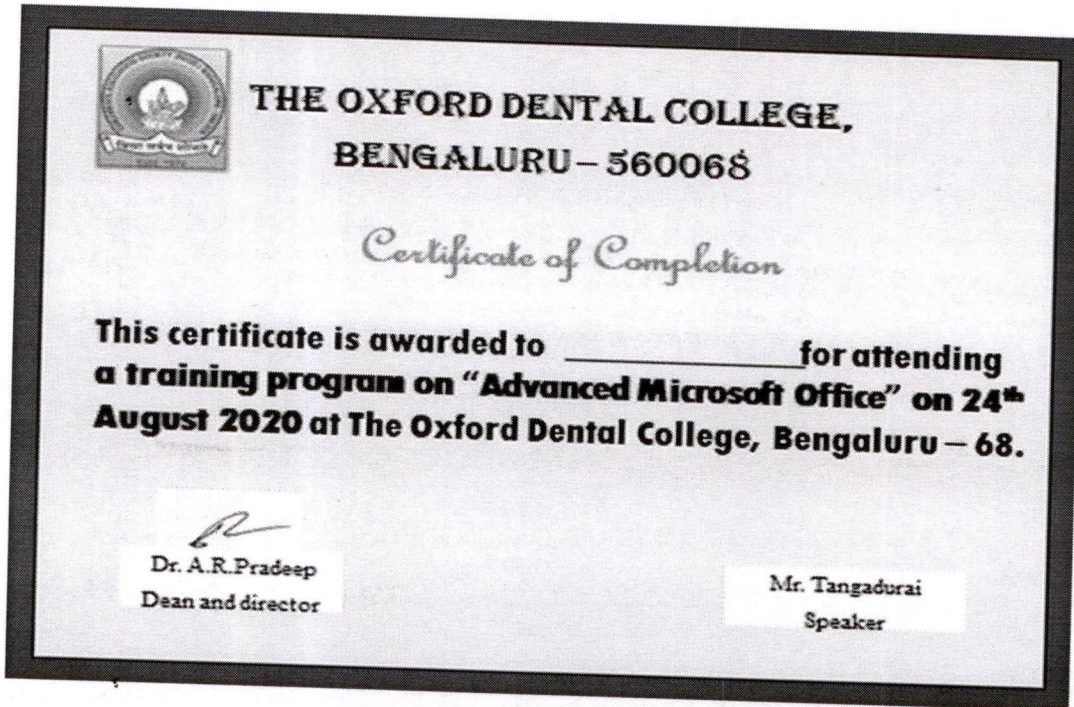 THE OXFORD DENTAL COLLEGE,
BENGALURU – 560068
Certificate of Completion
This certificate is awarded to ____________ for attending
a training program on “Advanced Microsoft Office” on 24th
August 2020 at The Oxford Dental College, Bengaluru – 68.
Dr. A.R.Pradeep
Dean and director
Mr. Tangadurai
Speaker